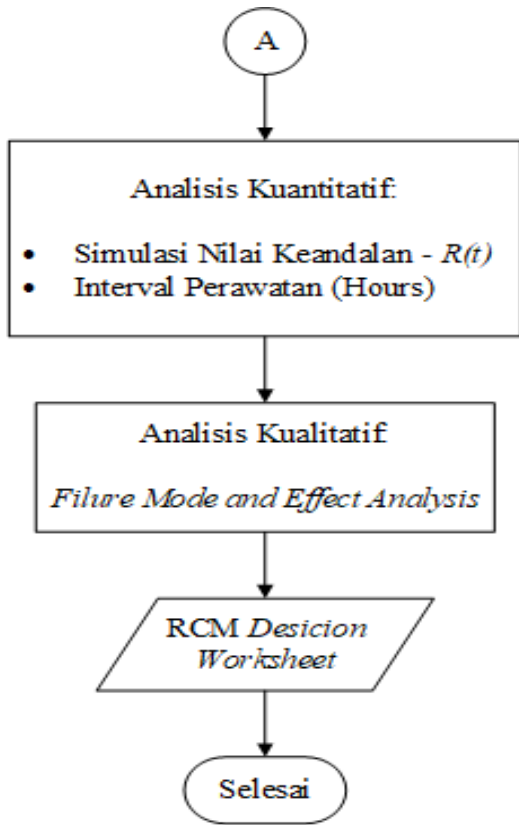 A
Analisis Kuantitatif:
• Simulasi Nilai Keandalan - R(t)
• Interval Perawatan (Hours)
Analisis Kualitatif
Filure Mode and Effect Analysis
RCM Desicion
Worksheet
Selesai